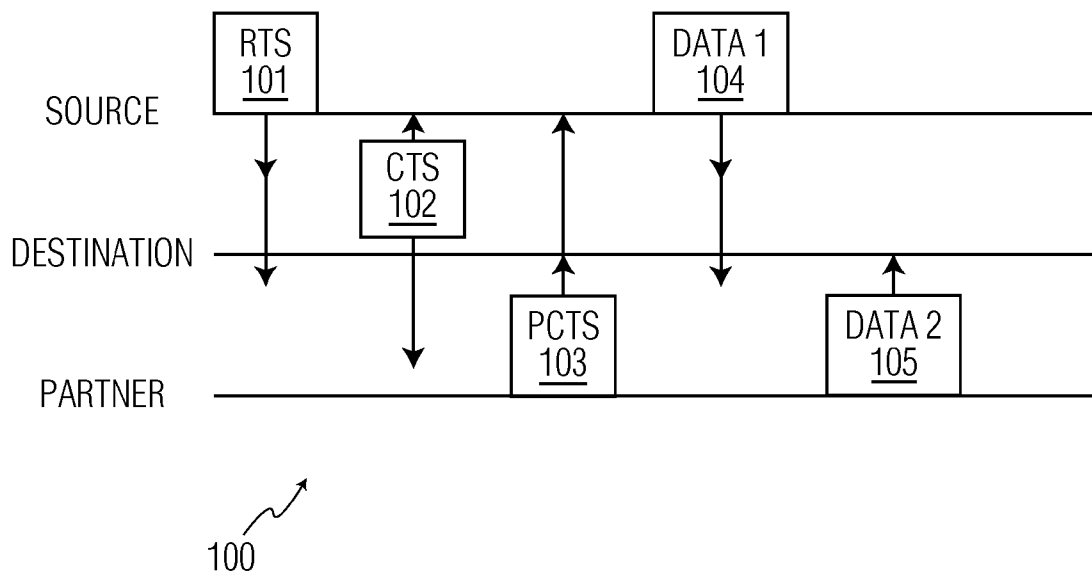 RTS
101
DATA 1
104
SOURCE
CTS
102
DESTINATION
PCTS
103
DATA 2
105
PARTNER
100